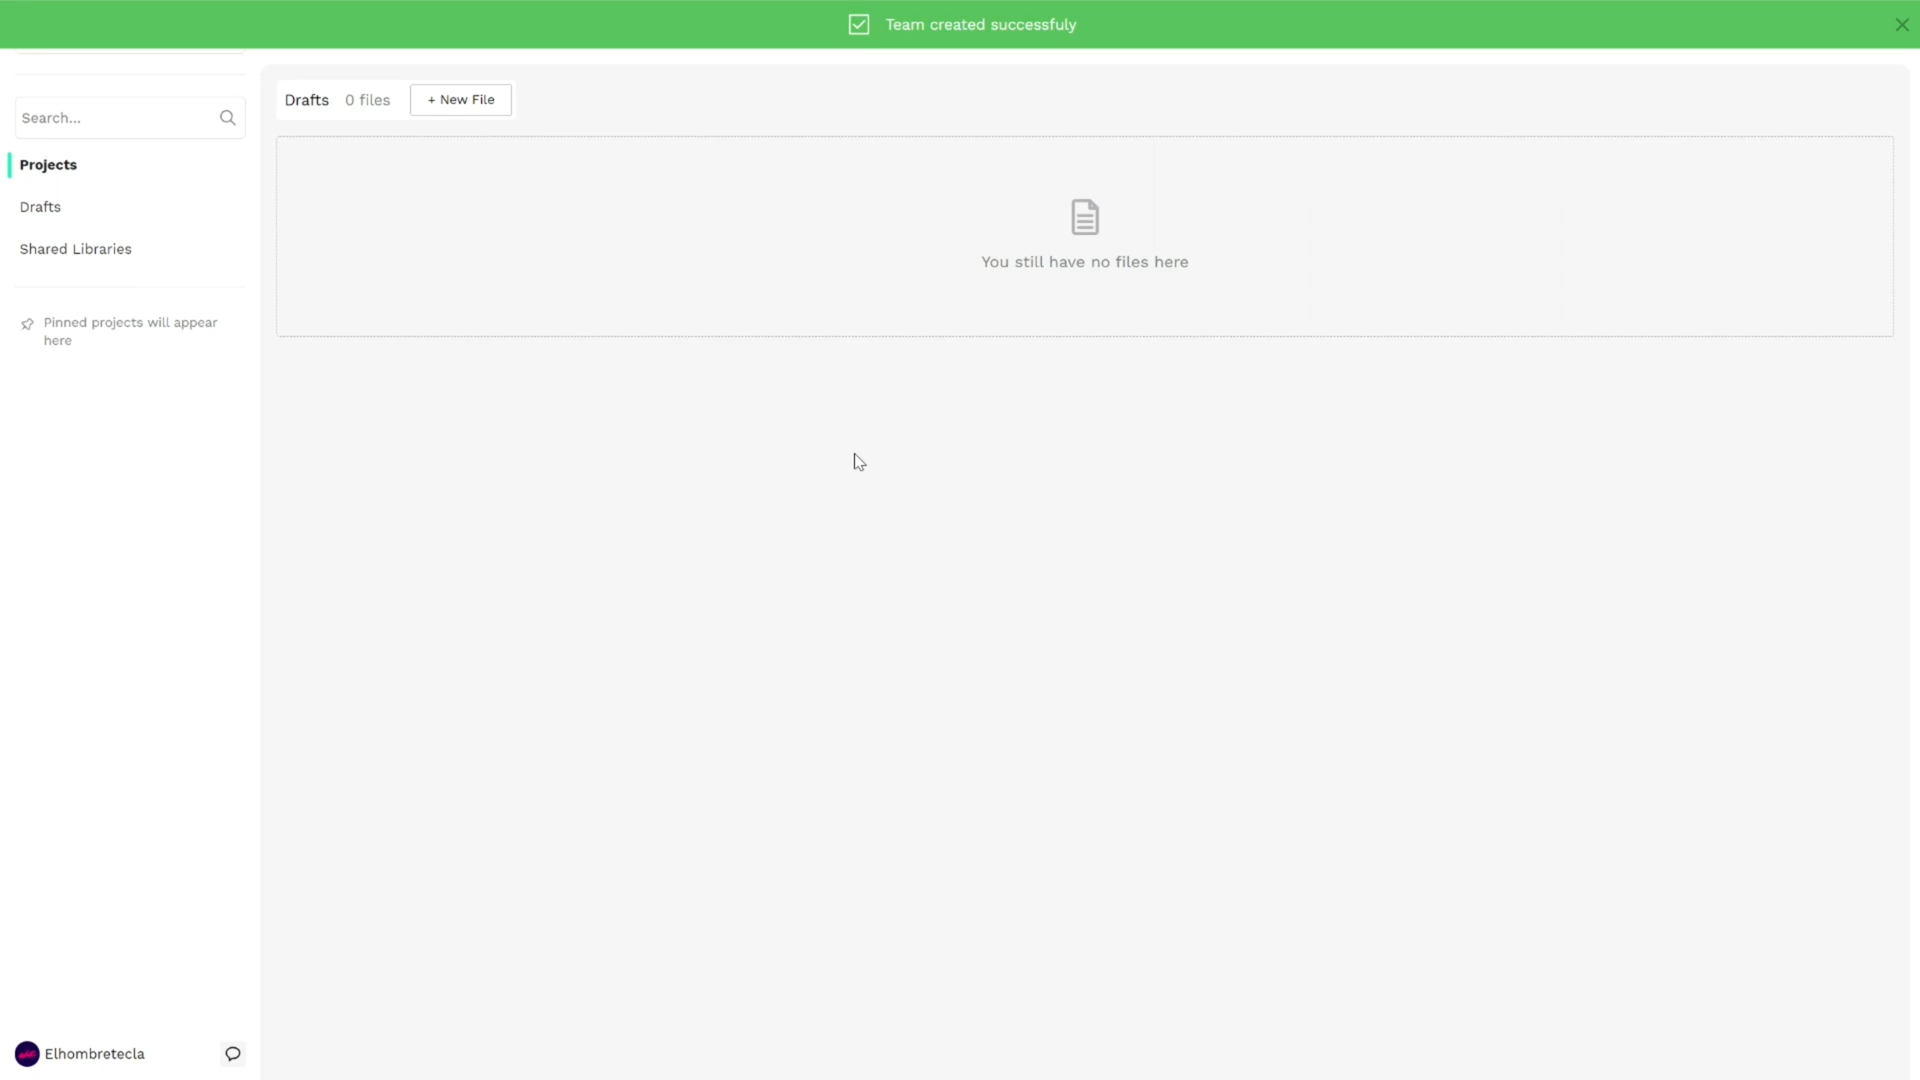 Team created successfuly
Search...
Projects
Drafts
Shared Libraries
Pinned projects will appear
here
Elhombretecla
Drafts 0 files + New File
You still have no files here